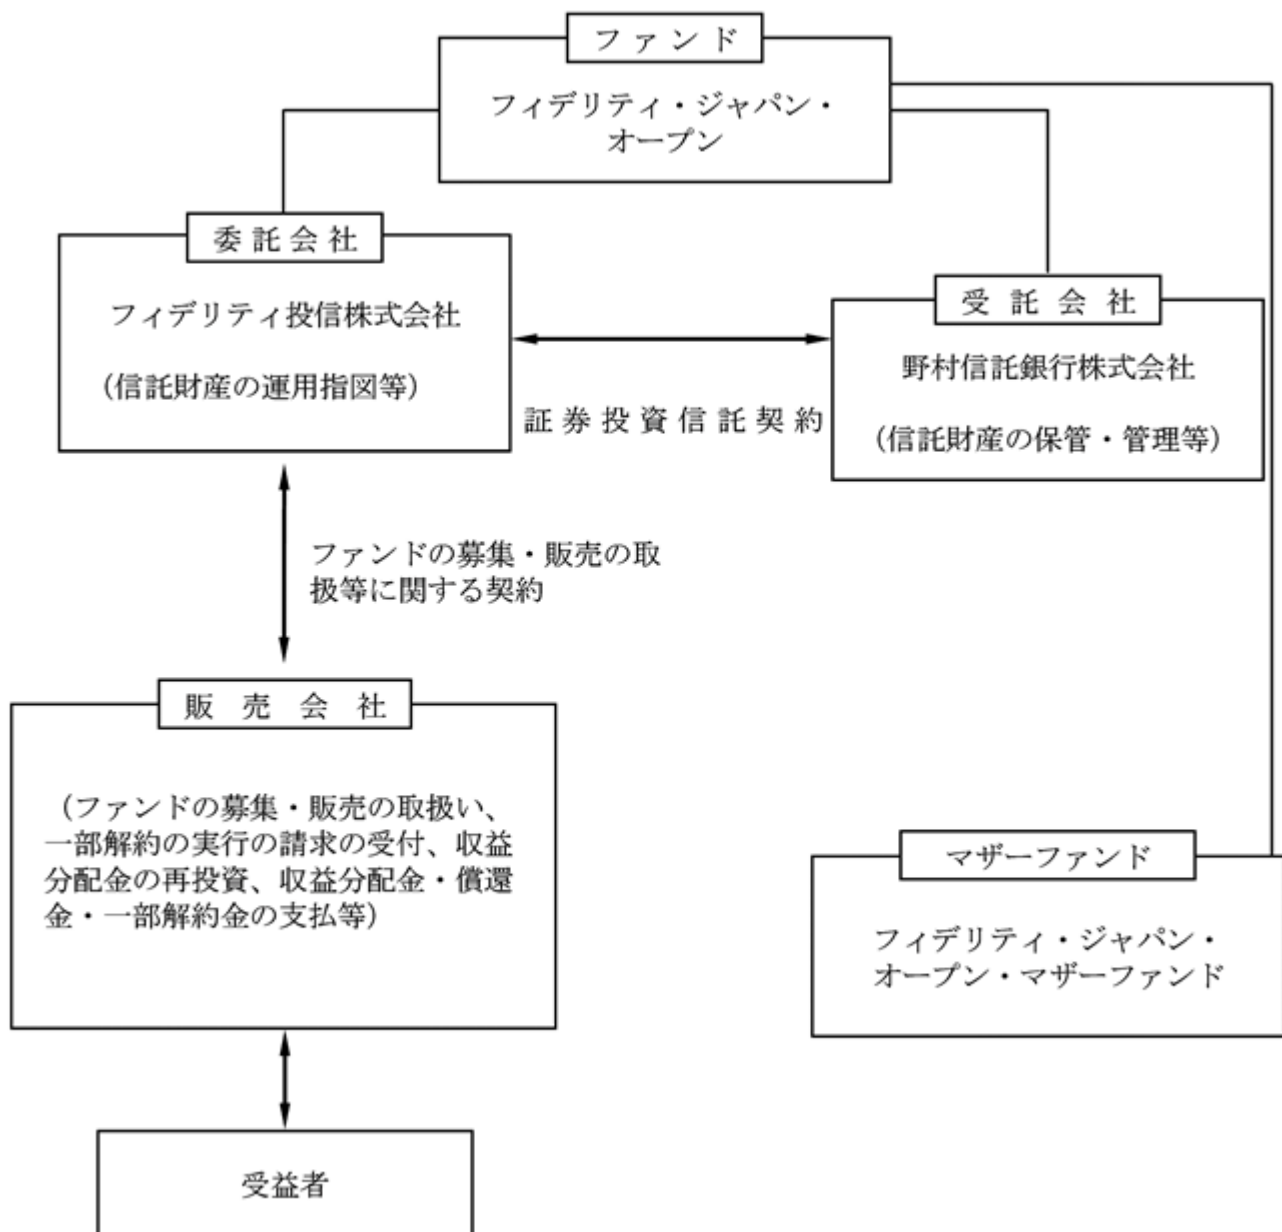 ファンド
フィデリティ・ジャパン・
オープン
委託会社
フィデリティ投信株式会社
（信託財産の運用指図等）
受託会社
野村信託銀行株式会社
（信託財産の保管・管理等）
証券投資信託契約
ファンドの募集・販売の取
扱等に関する契約
販売会社
（ファンドの募集・販売の取扱い、
一部解約の実行の請求の受付、収益
分配金の再投資、収益分配金・償還
金・一部解約金の支払等）
マザーファンド
フィデリティ・ジャパン・
オープン・マザーファンド
受益者